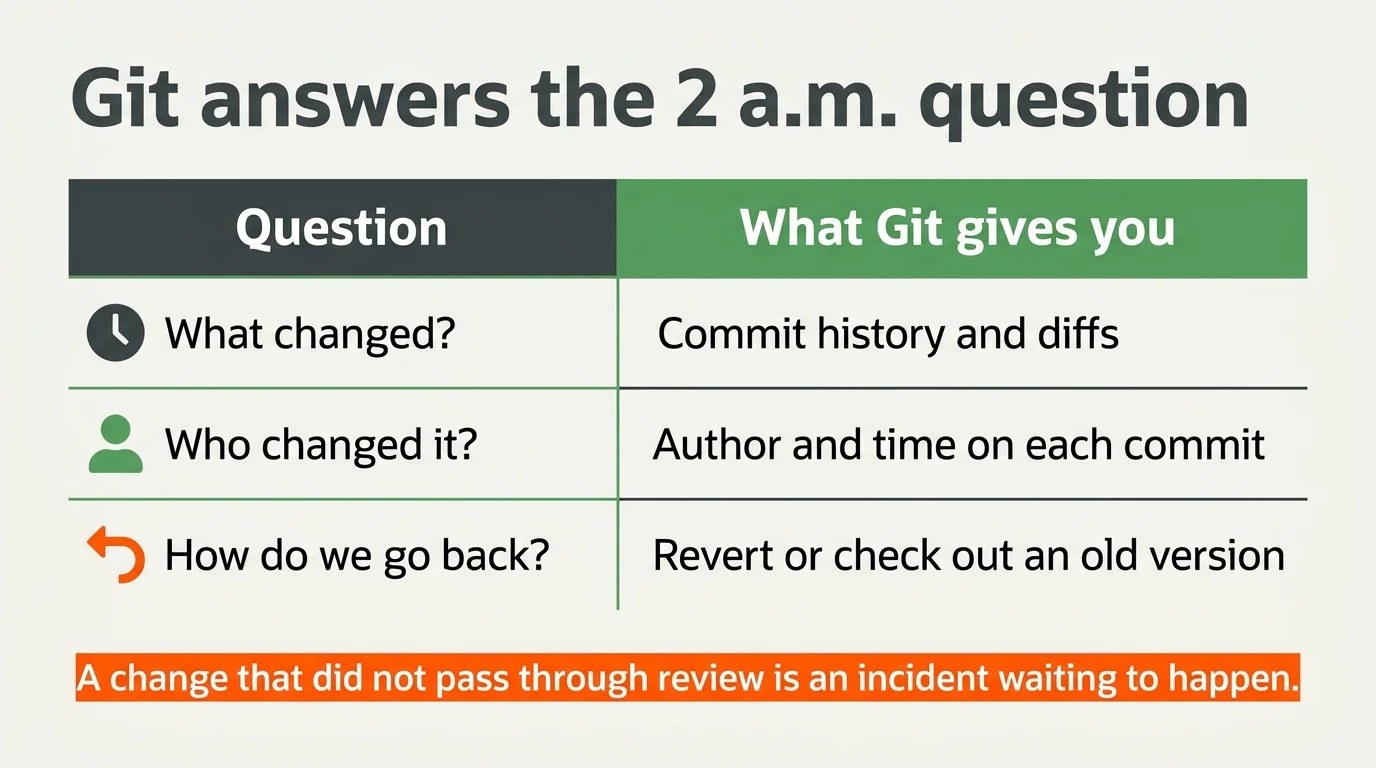 Git answers the 2 a.m. question
Question
What Git gives you
What changed?
Commit history and diffs
Who changed it?
Author and time on each commit
How do we go back?
Revert or check out an old version
A change that did not pass through review is an incident waiting to happen.